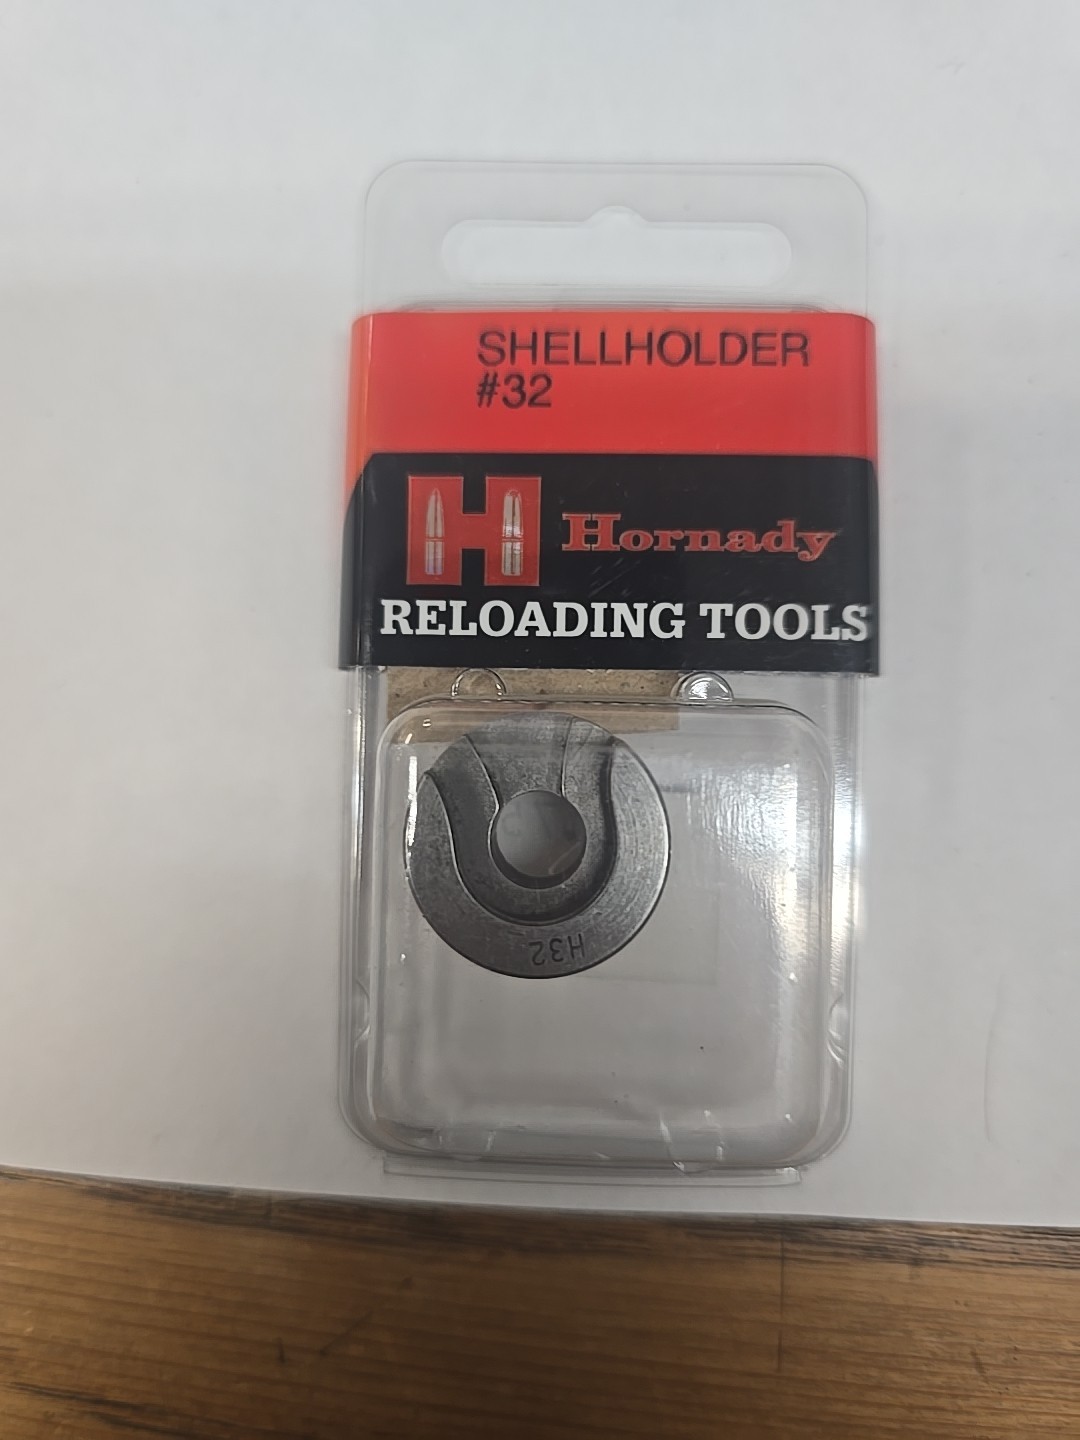 SHELLHOLDER
#32
H Hornady
RELOADING TOOLS
H32